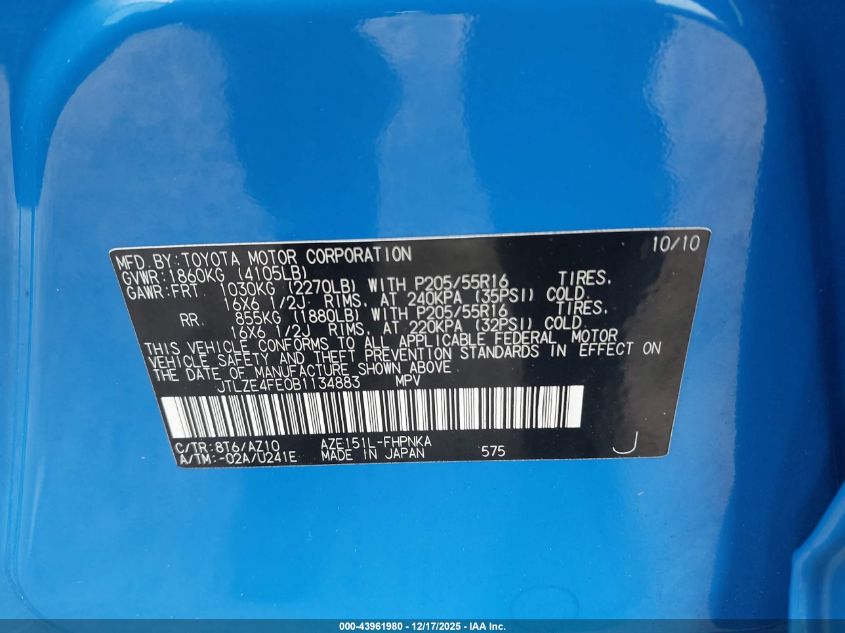 MFD. BY: TOYOTA MOTOR CORPORATION 10/10
GVWR: 1860KG (4105LB)
GAWR: FRT 1030KG (2270LB) WITH P205/55R16 TIRES,
16X6 1/2J RIMS, AT 240KPA (35PSI) COLD.
RR. 855KG (1880LB) WITH P205/55R16 TIRES,
16X6 1/2J RIMS, AT 220KPA (32PSI) COLD.
THIS VEHICLE CONFORMS TO ALL APPLICABLE FEDERAL MOTOR
VEHICLE SAFETY AND THEFT PREVENTION STANDARDS IN EFFECT ON
THE DATE OF MANUFACTURE SHOWN ABOVE.
JTLZE4FE0B1134883 MPV
C/TR: 8T6/AZ10 AZE151L-FHPNKA
A/TM: -02A/U241E MADE IN JAPAN 575 J
000-43961980 - 12/17/2025 - IAA Inc.